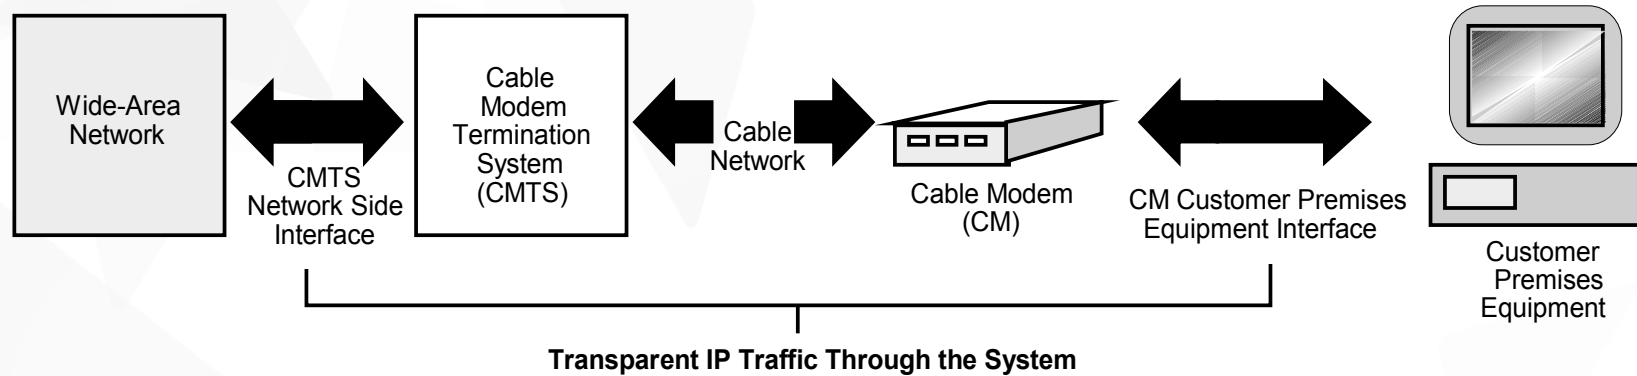 Wide-Area
Network
CMTS
Network Side
Interface
Cable
Modem
Termination
System
(CMTS)
Cable
Network
Cable Modem
(CM)
CM Customer Premises
Equipment Interface
Customer
Premises
Equipment
Transparent IP Traffic Through the System